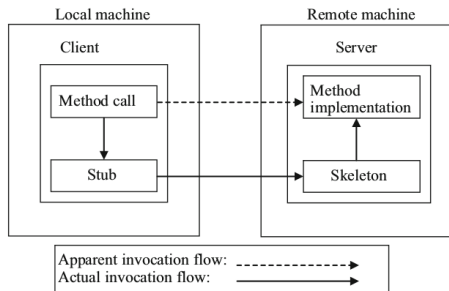 Local machine
Remote machine
Client
Server
Method call
Method
implementation
Stub
Skeleton
Apparent invocation flow:
Actual invocation flow: